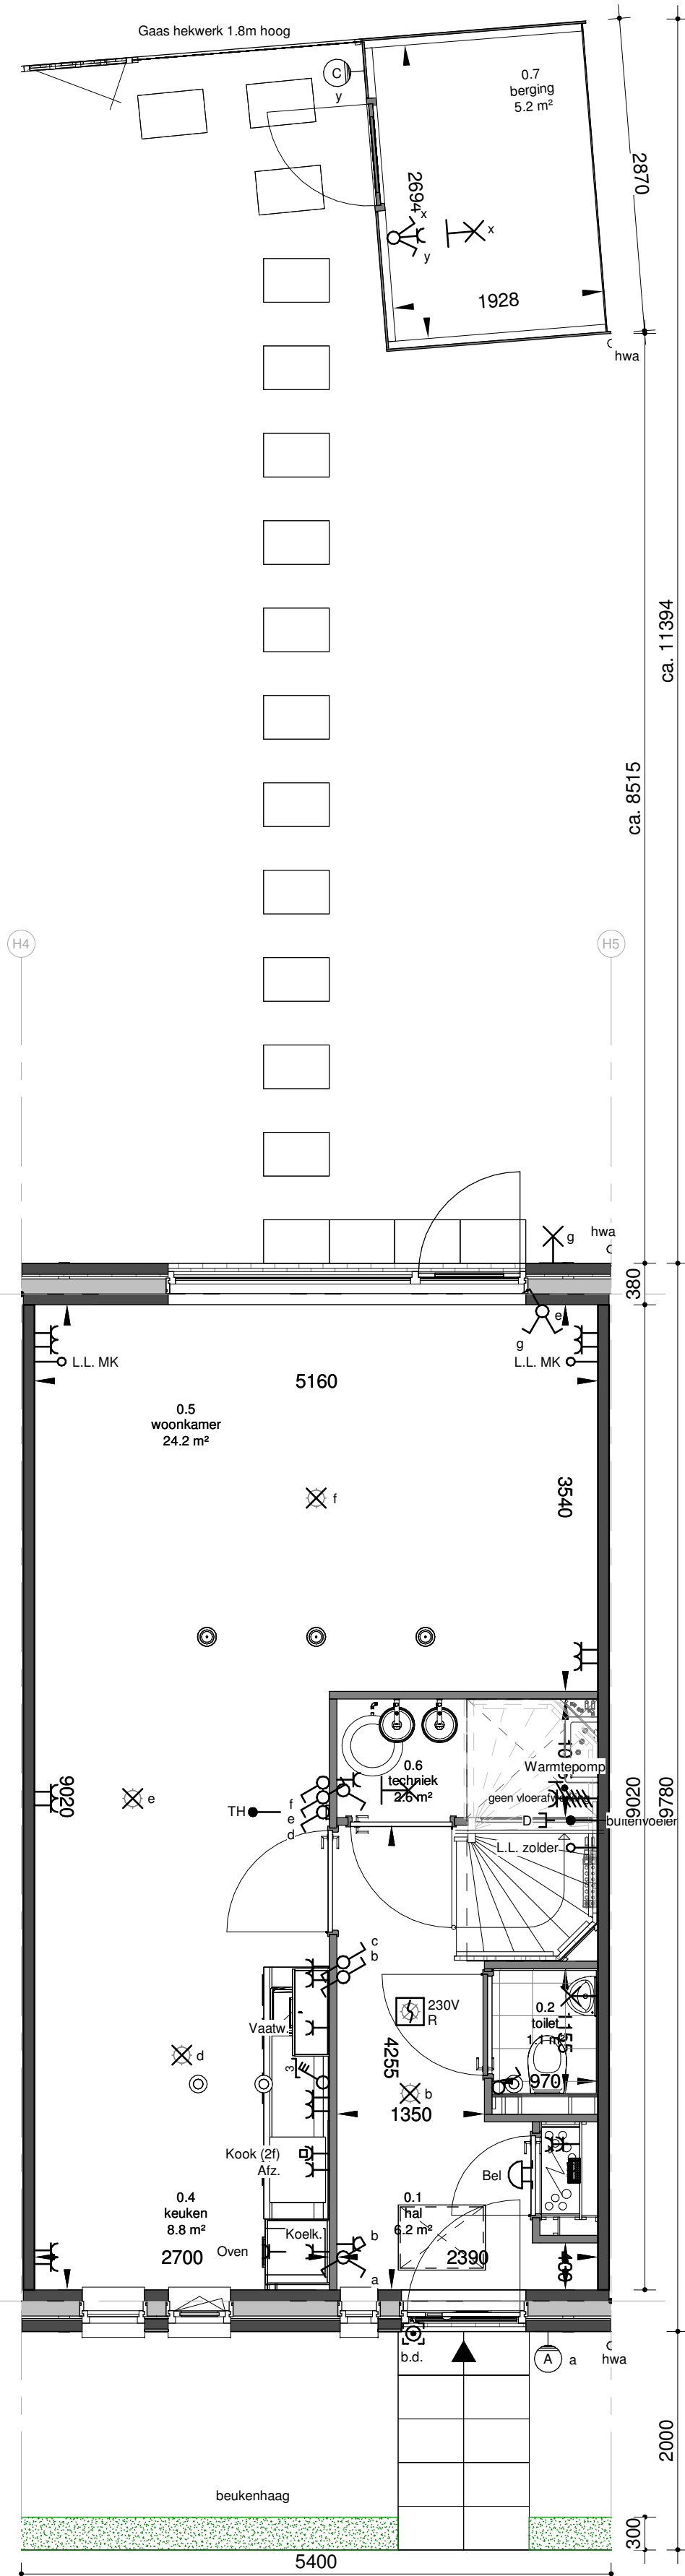 Gaas hekwerk 1.8m hoog
C
y
0.7
berging
5.2 m²
2870
2694
x
y
x
1928
hwa
ca. 11394
ca. 8515
H4
H5
g
hwa
380
e
g
L.L. MK
L.L. MK
5160
0.5
woonkamer
24.2 m²
f
3540
0.6
techniek
2.6 m²
Warmtepomp
9020
e
TH
f
e
d
D
buitenvoeler
9020
9780
L.L. zolder
c
b
230V
R
0.2
toilet
1.1 m²
1155
Vaatw.
d
3
4255
b
970
1350
Kook (2f)
Afz.
Bel
0.4
keuken
8.8 m²
0.1
hal
6.2 m²
Koelk.
b
Oven
2700
2390
a
b.d.
A
a
hwa
2000
beukenhaag
300
5400